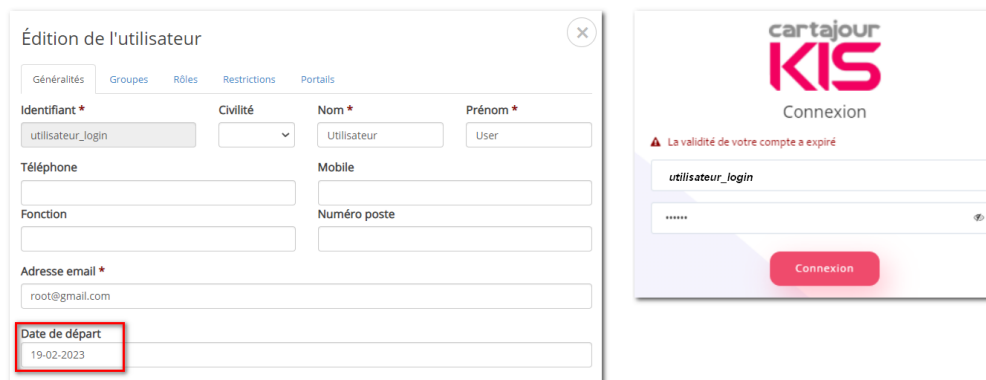 Édition de l'utilisateur
Généralités Groupes Rôles Restrictions Portails
Identifiant * Civilité Nom * Prénom *
utilisateur_login Utilisateur User
Téléphone Mobile
Fonction Numéro poste
Adresse email *
root@gmail.com
Date de départ
19-02-2023
cartajour
KIS
Connexion
La validité de votre compte a expiré
utilisateur_login
••••••
Connexion